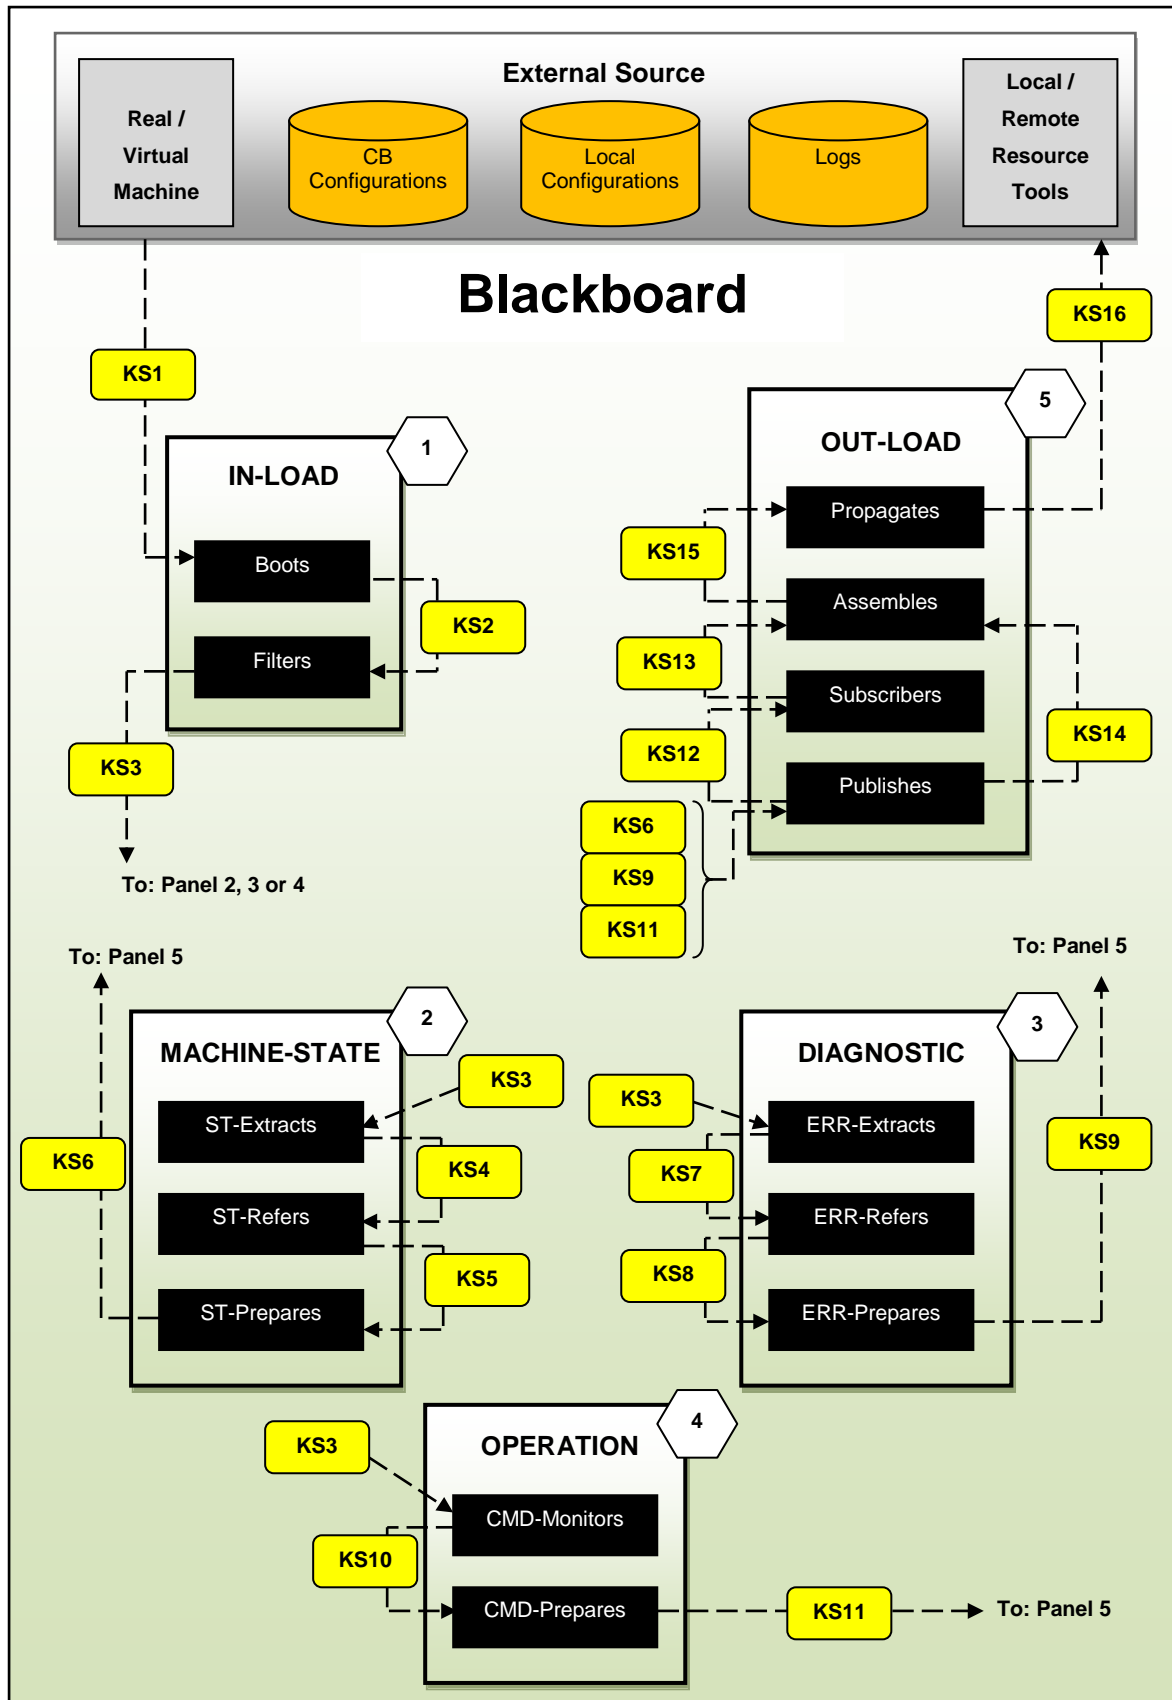 External Source
Real /
Virtual
Machine
CB
Configurations
Local
Configurations
Logs
Local /
Remote
Resource
Tools
Blackboard
KS16
KS1
5
OUT-LOAD
1
IN-LOAD
Propagates
KS15
Boots
Assembles
KS2
KS13
Filters
Subscribers
KS14
KS12
KS3
Publishes
KS6
KS9
KS11
To: Panel 2, 3 or 4
To: Panel 5
To: Panel 5
2
MACHINE-STATE
KS3
ST-Extracts
KS6
KS4
ST-Refers
KS5
ST-Prepares
3
DIAGNOSTIC
KS3
ERR-Extracts
KS9
KS7
ERR-Refers
KS8
ERR-Prepares
4
OPERATION
KS3
CMD-Monitors
KS10
CMD-Prepares
KS11
To: Panel 5